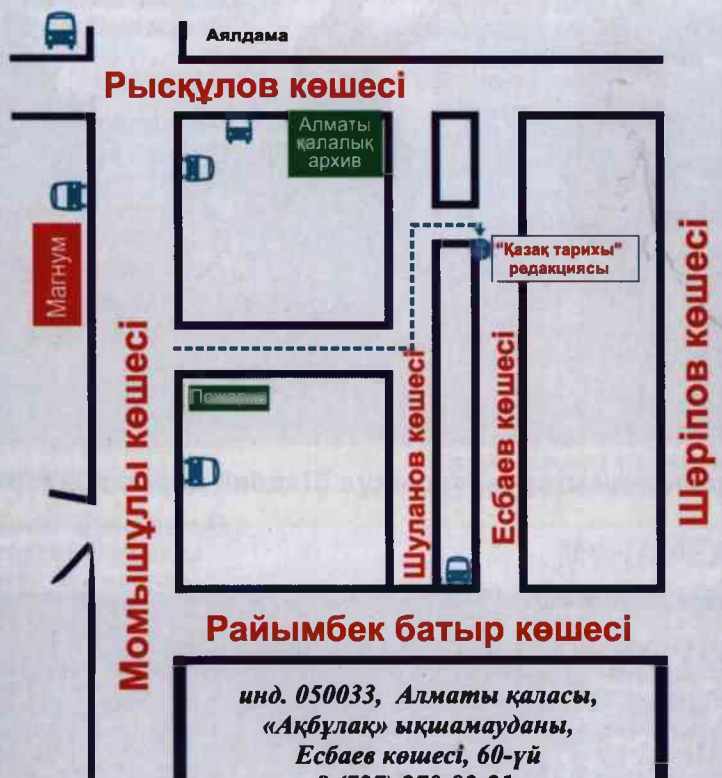 Аялдама
Рысқұлов көшесі
Алматы
қалалық
архив
Магнум
"Қазақ тарихы"
редакциясы
Момышұлы көшесі
Шуланов көшесі
Есбаев көшесі
Шәріпов көшесі
Райымбек батыр көшесі
инд. 050033, Алматы қаласы,
«Ақбұлақ» ықшамауданы,
Есбаев көшесі, 60-үй